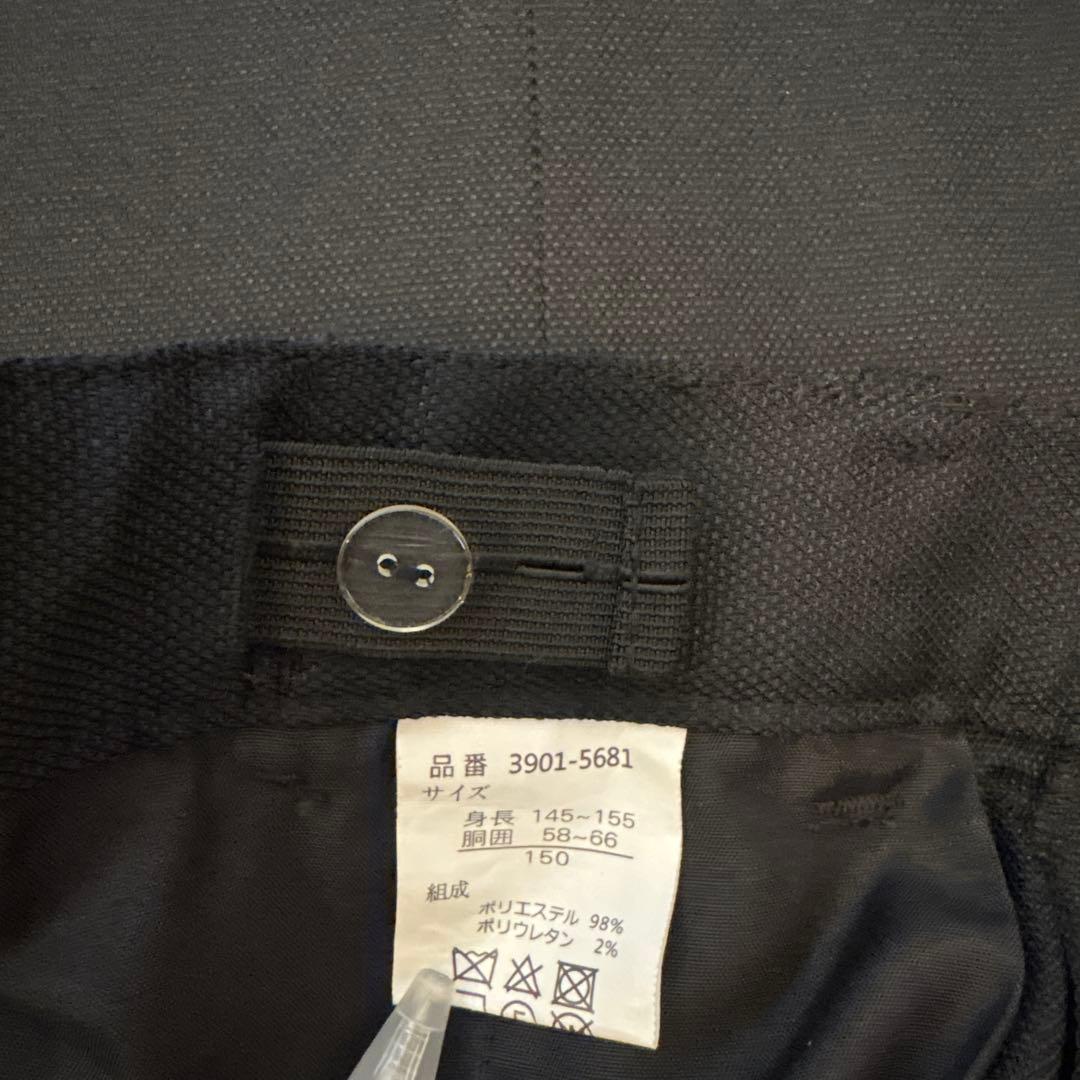 品番 3901-5681
サイズ
身長 145~155
胴囲 58~66
150
組成
ポリエステル 98%
ポリウレタン 2%